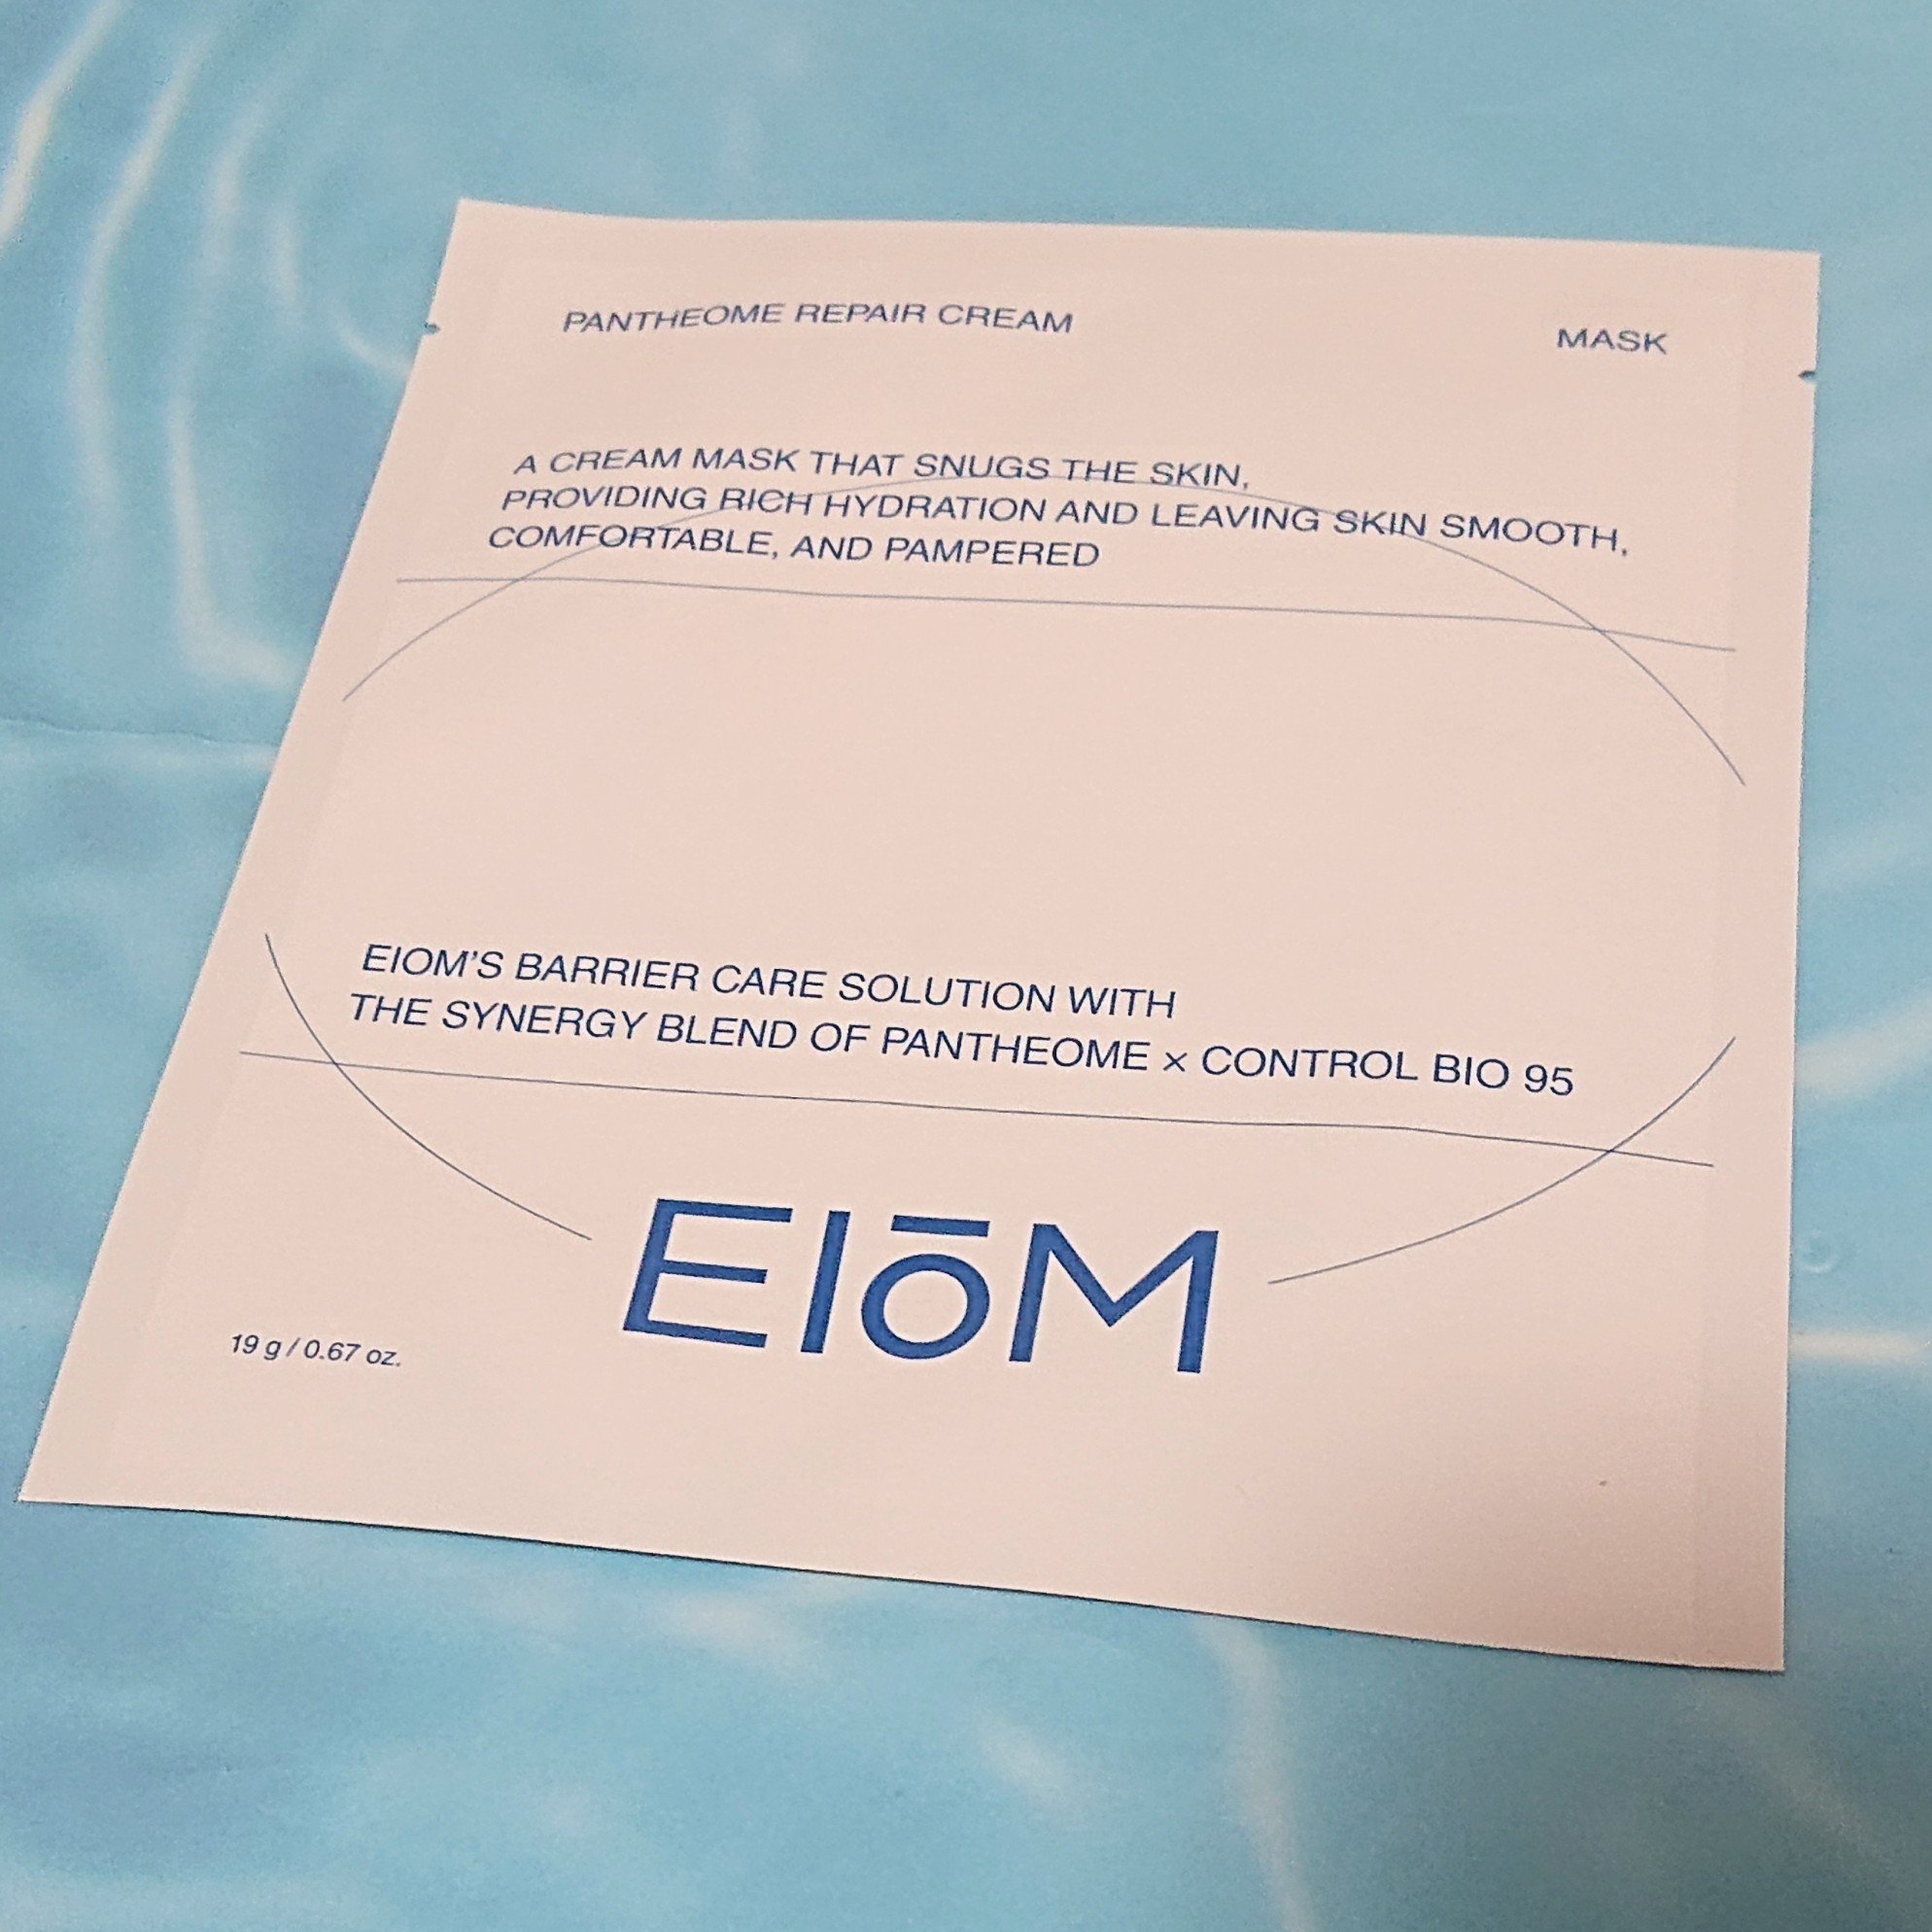 PANTHEOME REPAIR CREAM
MASK
A CREAM MASK THAT SNUGS THE SKIN,
PROVIDING RICH HYDRATION AND LEAVING SKIN SMOOTH,
COMFORTABLE, AND PAMPERED
EIOM'S BARRIER CARE SOLUTION WITH
THE SYNERGY BLEND OF PANTHEOME × CONTROL BIO 95
EIōM
19 g / 0.67 oz.